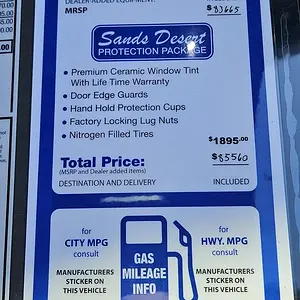 DEALER-ADDED EQUIPMENT:
MRSP $83665
Sands Desert
PROTECTION PACKAGE
• Premium Ceramic Window Tint
With Life Time Warranty
• Door Edge Guards
• Hand Hold Protection Cups
• Factory Locking Lug Nuts
• Nitrogen Filled Tires
$1895.00
Total Price: $85560
(MSRP and Dealer added items)
DESTINATION AND DELIVERY INCLUDED
for
CITY MPG
consult
MANUFACTURERS
STICKER ON
THIS VEHICLE
GAS
MILEAGE
INFO
for
HWY. MPG
consult
MANUFACTURERS
STICKER ON
THIS VEHICLE